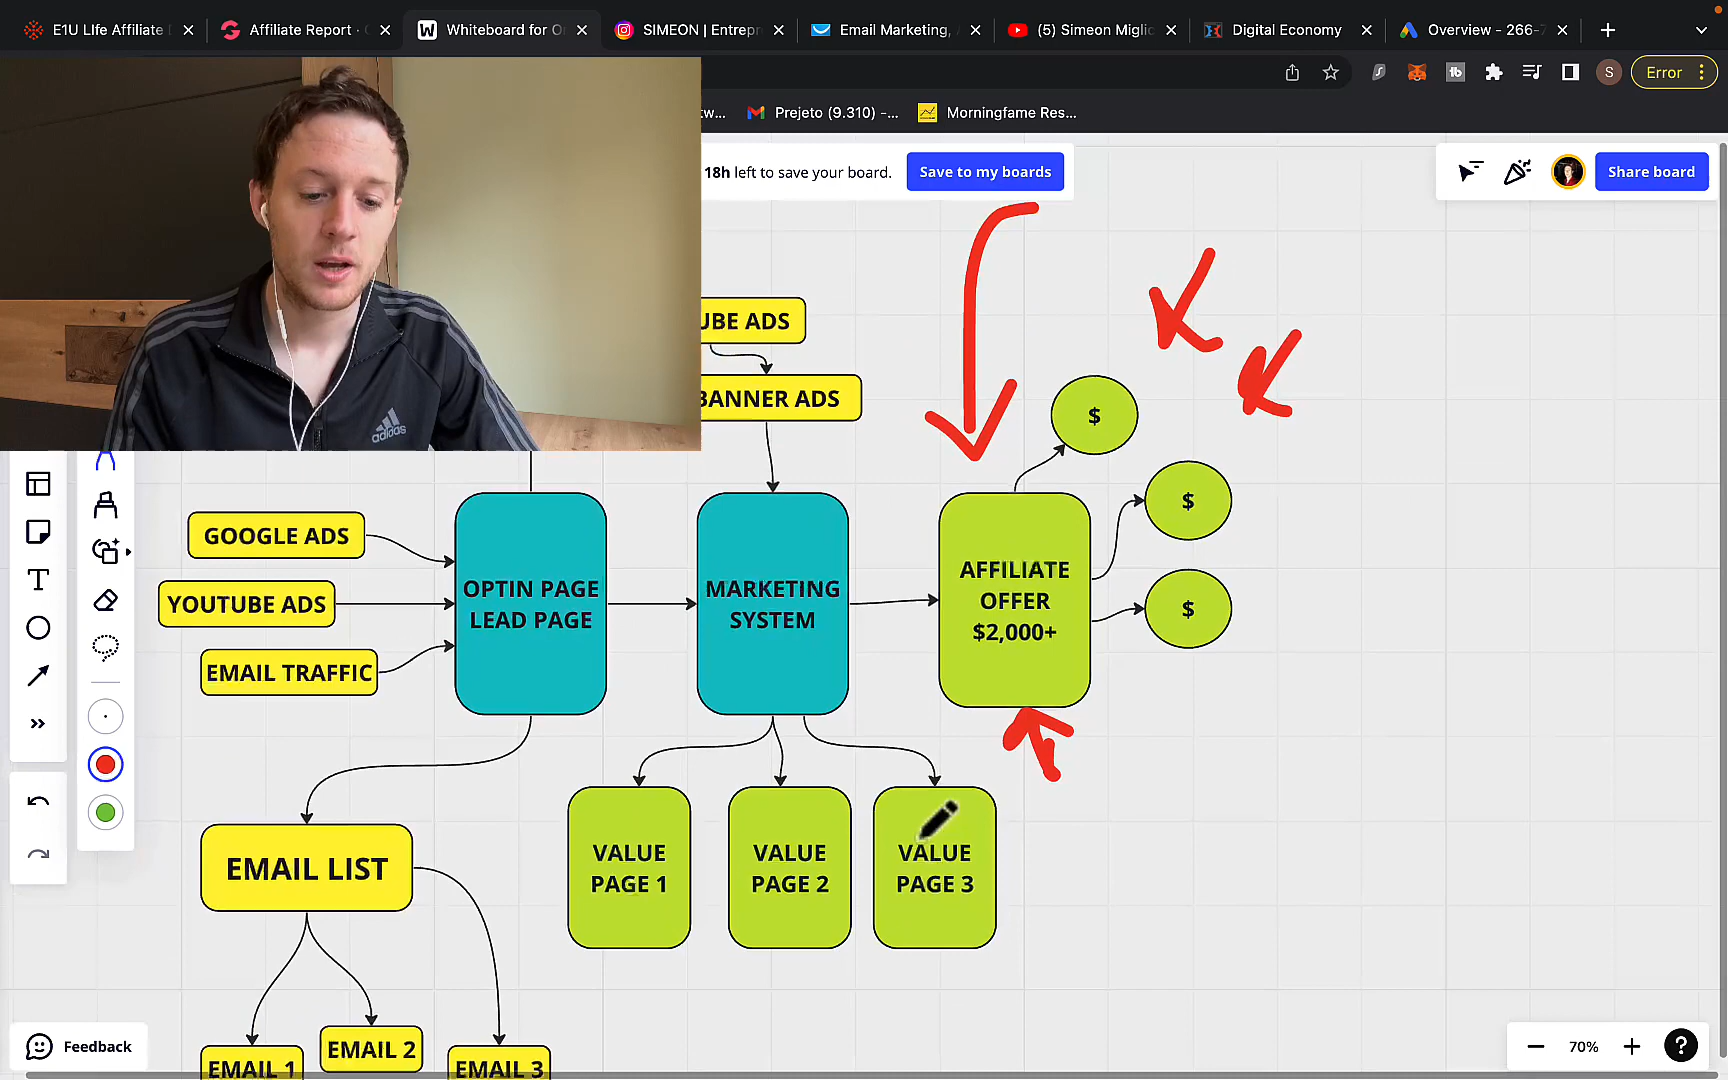 E1U LIfe Affiliate
Affiliate Report ·
Whiteboard for On
SIMEON | Entrepr
Email Marketing,
(5) Simeon Miglic
Digital Economy
Overview - 266-7
S
Error
tw...
Prejeto (9.310) -...
Morningfame Res...
18h left to save your board.
Save to my boards
Share board
UBE ADS
BANNER ADS
adidas
GOOGLE ADS
YOUTUBE ADS
EMAIL TRAFFIC
OPTIN PAGE
LEAD PAGE
MARKETING
SYSTEM
AFFILIATE
OFFER
$2,000+
$
$
$
T
EMAIL LIST
VALUE
PAGE 1
VALUE
PAGE 2
VALUE
PAGE 3
EMAIL 1
EMAIL 2
EMAIL 3
Feedback
70%